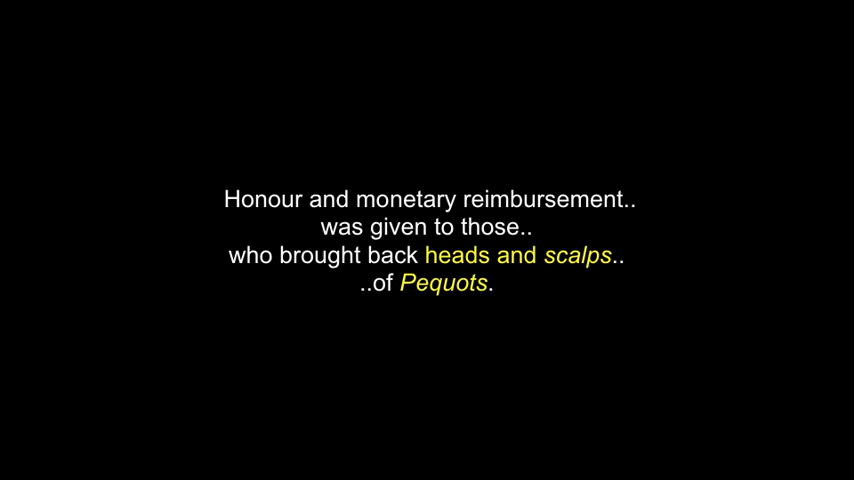 Honour and monetary reimbursement..
was given to those..
who brought back heads and scalps..
..of Pequots.